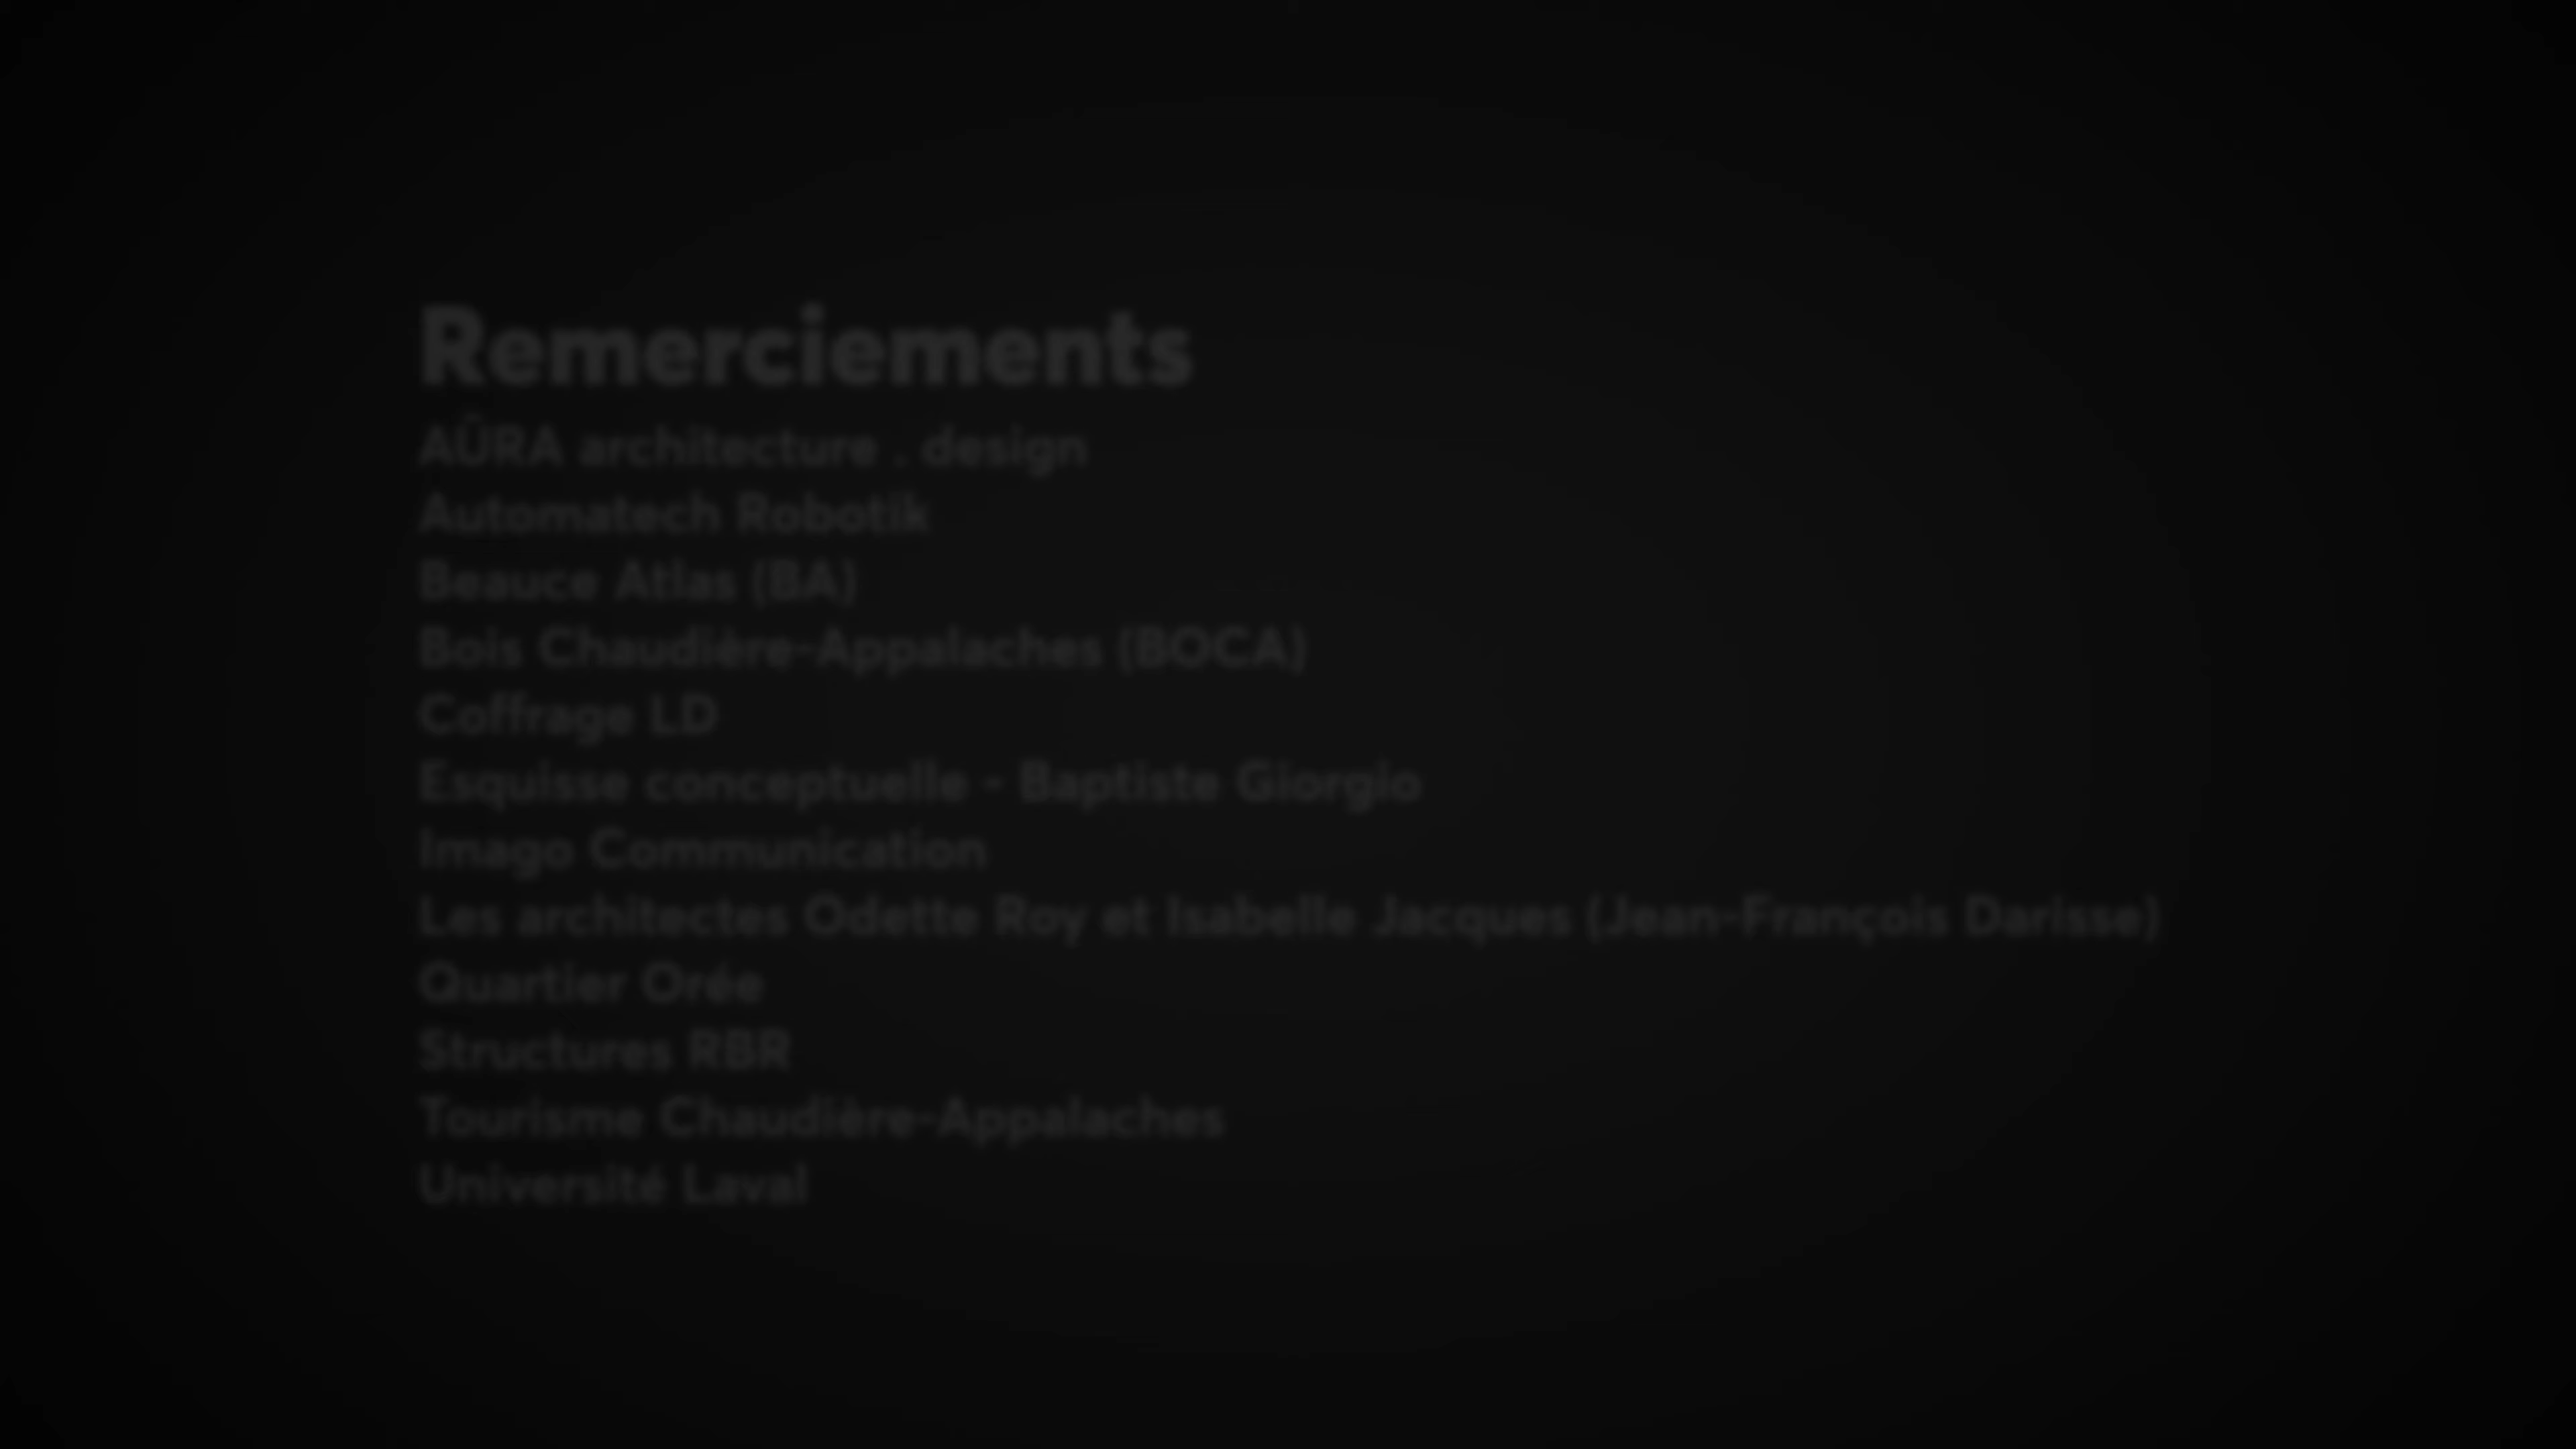 Remerciements
AÛRA architecture . design
Automatech Robotik
Beauce Atlas (BA)
Bois Chaudière-Appalaches (BOCA)
Coffrage LD
Esquisse conceptuelle - Baptiste Giorgio
Imago Communication
Les architectes Odette Roy et Isabelle Jacques (Jean-François Darisse)
Quartier Orée
Structures RBR
Tourisme Chaudière-Appalaches
Université Laval